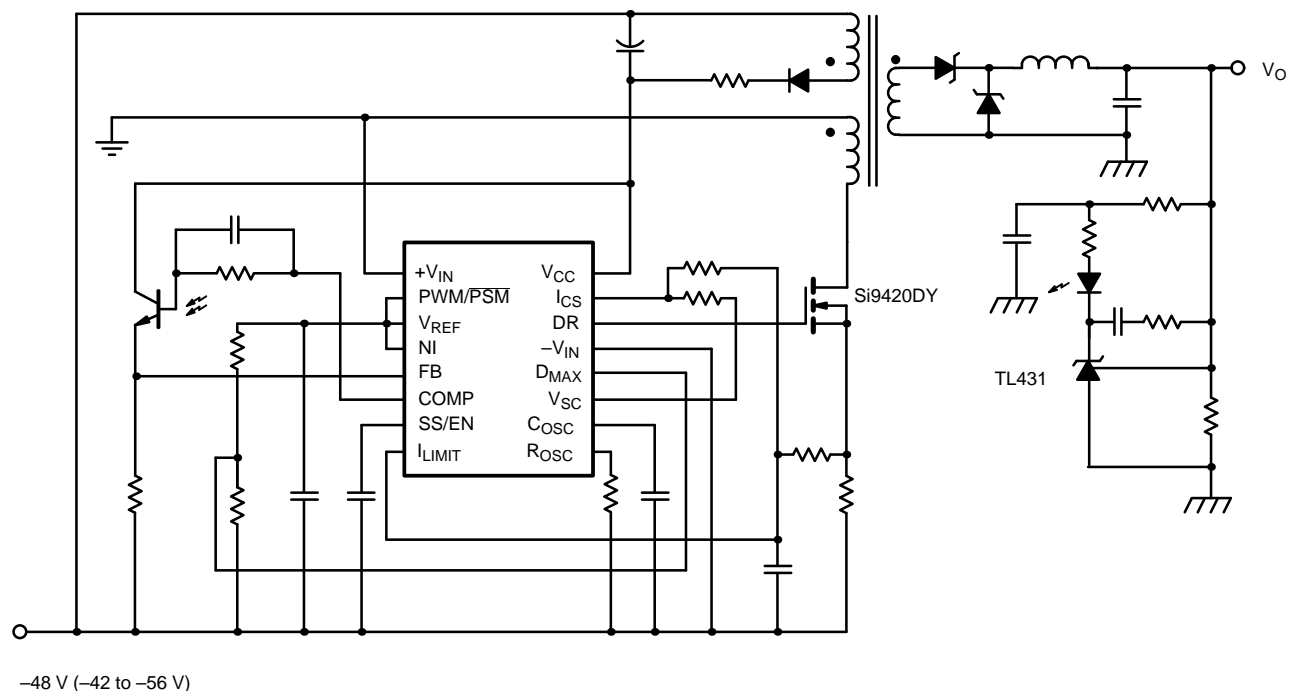 V_O
+V_IN
PWM/P̅S̅M̅
V_REF
NI
FB
COMP
SS/EN
I_LIMIT
V_CC
I_CS
DR
–V_IN
D_MAX
V_SC
C_OSC
R_OSC
Si9420DY
TL431
–48 V (–42 to –56 V)